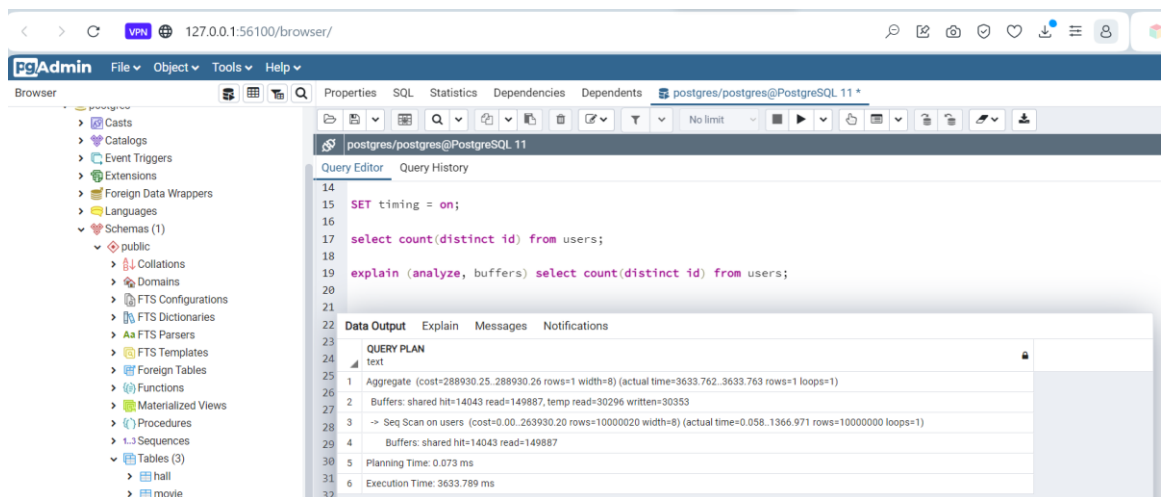 VPN 127.0.0.1:56100/browser/
pgAdmin File Object Tools Help
Browser
Properties SQL Statistics Dependencies Dependents postgres/postgres@PostgreSQL 11 *
postgres
Casts
Catalogs
Event Triggers
Extensions
Foreign Data Wrappers
Languages
Schemas (1)
public
Collations
Domains
FTS Configurations
FTS Dictionaries
Aa FTS Parsers
FTS Templates
Foreign Tables
Functions
Materialized Views
Procedures
1..3 Sequences
Tables (3)
hall
movie
No limit
postgres/postgres@PostgreSQL 11
Query Editor Query History
14
15 SET timing = on;
16
17 select count(distinct id) from users;
18
19 explain (analyze, buffers) select count(distinct id) from users;
20
21
22
23
24
25
26
27
28
29
30
31
32
Data Output Explain Messages Notifications
QUERY PLAN
text
1 Aggregate (cost=288930.25..288930.26 rows=1 width=8) (actual time=3633.762..3633.763 rows=1 loops=1)
2 Buffers: shared hit=14043 read=149887, temp read=30296 written=30353
3 -> Seq Scan on users (cost=0.00..263930.20 rows=10000020 width=8) (actual time=0.058..1366.971 rows=10000000 loops=1)
4 Buffers: shared hit=14043 read=149887
5 Planning Time: 0.073 ms
6 Execution Time: 3633.789 ms